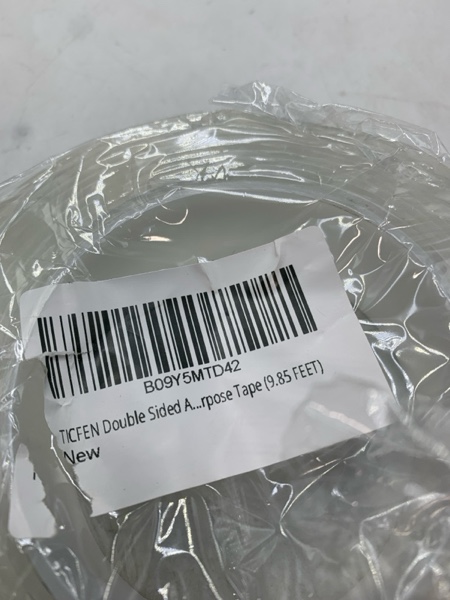 B09Y5MTD42
TICFEN Double Sided A...rpose Tape (9.85 FEET)
New